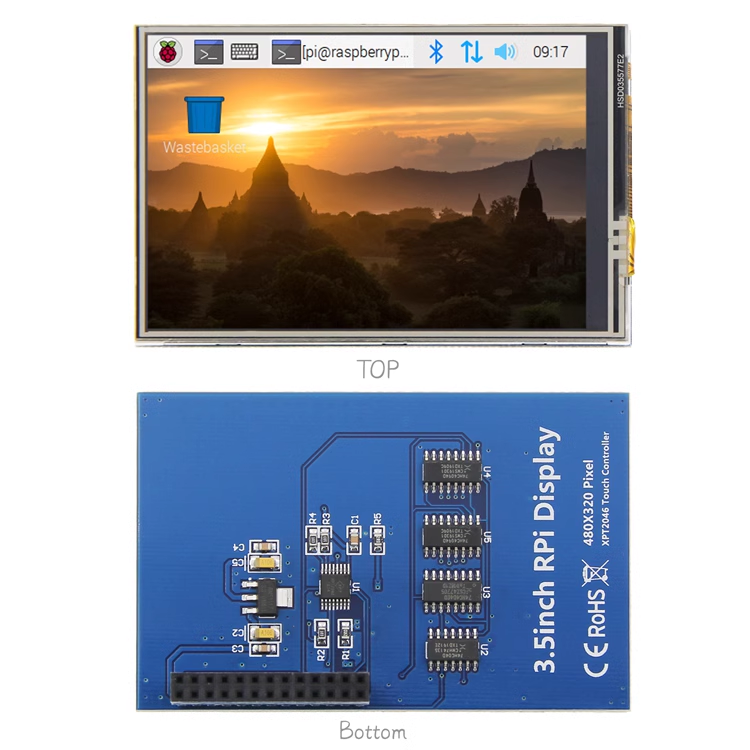 [pi@raspberryp... 09:17
Wastebasket
HSD035577E2
TOP
3.5inch RPi Display
480X320 Pixel
XPT2046 Touch Controller
CE RoHS
U4
R4
R3
C1
R5
U5
C4
C5
U1
U3
C2
C3
R2
R1
U2
Bottom